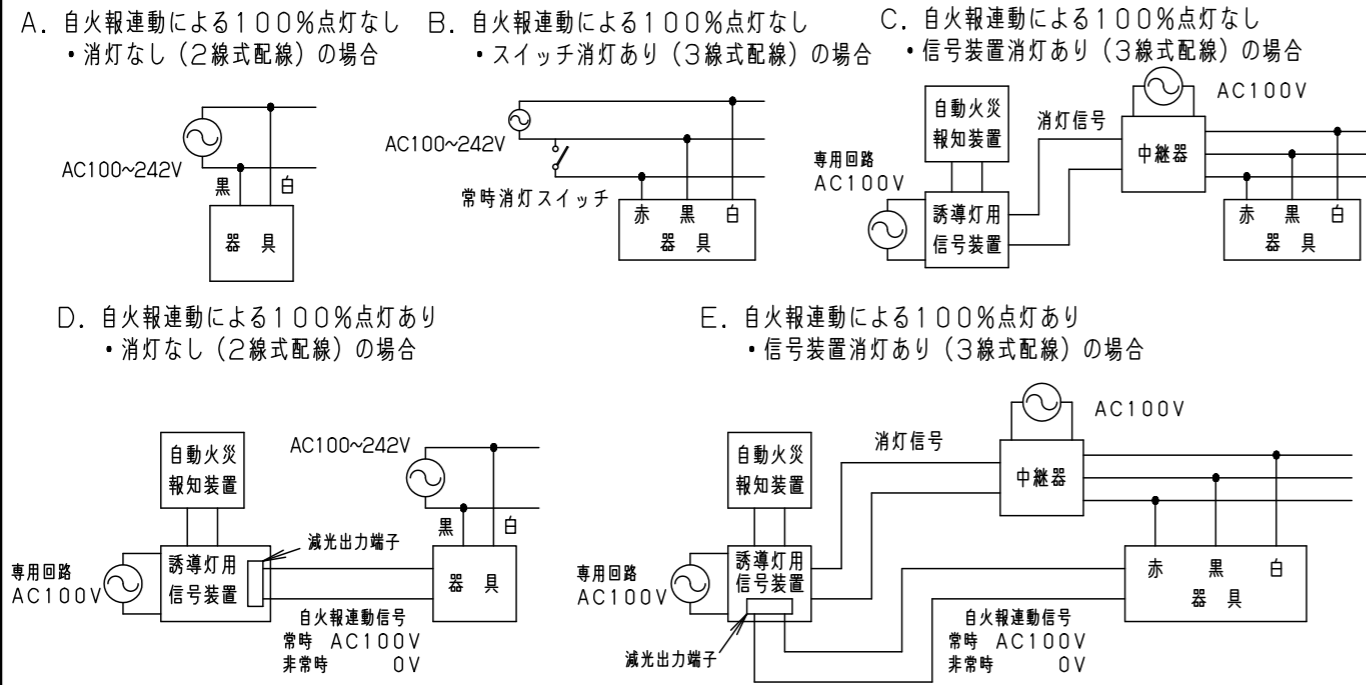 A. 自火報連動による100%点灯なし
・消灯なし（2線式配線）の場合
AC100~242V
黒
白
器 具
B. 自火報連動による100%点灯なし
・スイッチ消灯あり（3線式配線）の場合
AC100~242V
常時消灯スイッチ
赤 黒 白
器 具
C. 自火報連動による100%点灯なし
・信号装置消灯あり（3線式配線）の場合
AC100V
自動火災
報知装置
消灯信号
中継器
専用回路
AC100V
誘導灯用
信号装置
赤 黒 白
器 具
D. 自火報連動による100%点灯あり
・消灯なし（2線式配線）の場合
自動火災
報知装置
AC100~242V
黒
白
減光出力端子
誘導灯用
信号装置
専用回路
AC100V
器 具
自火報連動信号
常時 AC100V
非常時 0V
E. 自火報連動による100%点灯あり
・信号装置消灯あり（3線式配線）の場合
AC100V
消灯信号
自動火災
報知装置
中継器
専用回路
AC100V
誘導灯用
信号装置
赤 黒 白
器 具
減光出力端子
自火報連動信号
常時 AC100V
非常時 0V